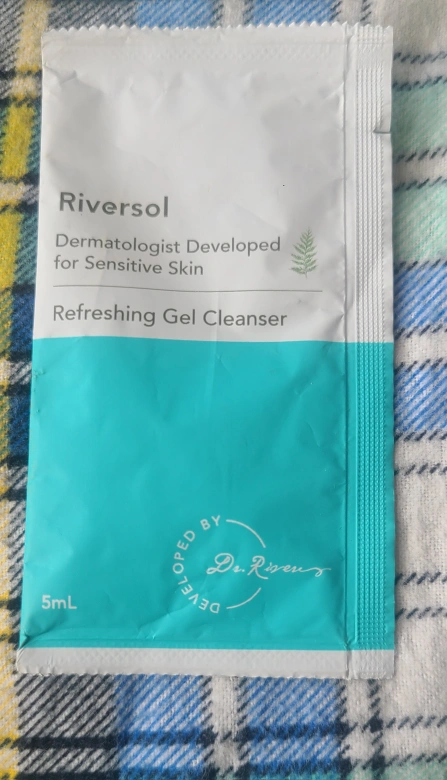 Riversol
Dermatologist Developed
for Sensitive Skin
Refreshing Gel Cleanser
DEVELOPED BY
Dr. Rivers
5mL